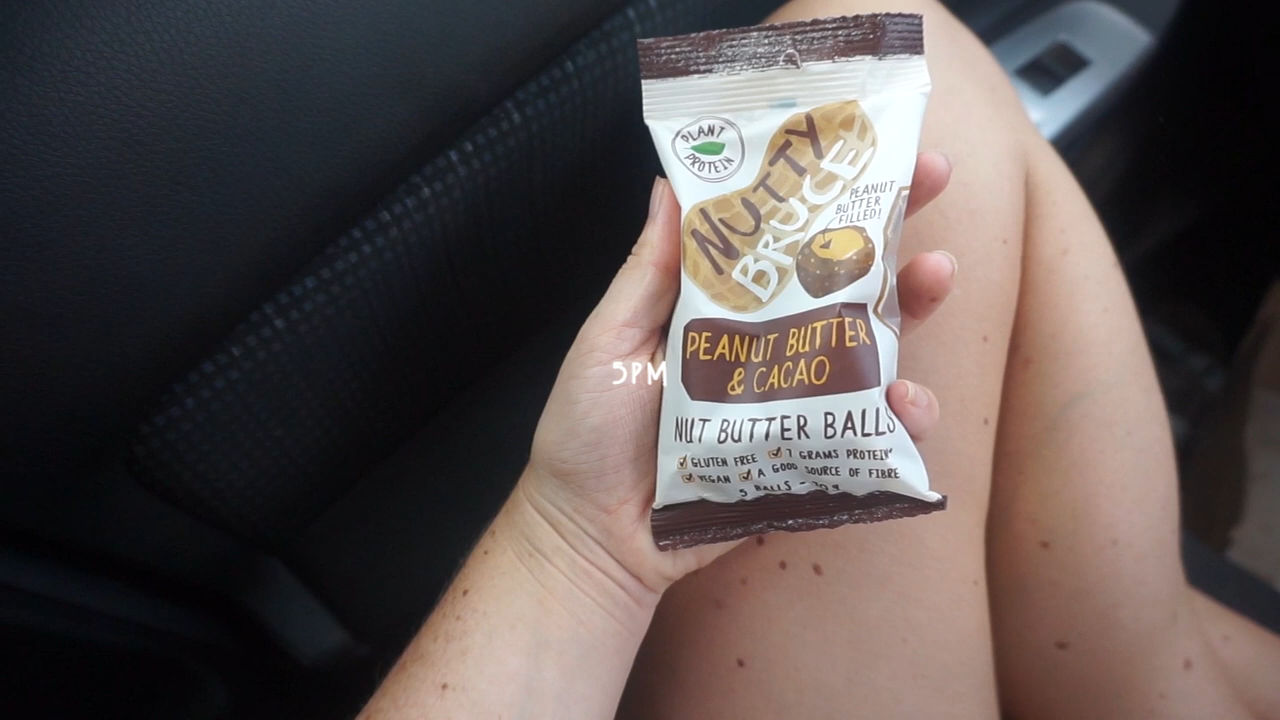 PLANT
PROTEIN
NUTTY
BRUCE
PEANUT
BUTTER
FILLED!
PEANUT BUTTER
& CACAO
5PM
NUT BUTTER BALLS
GLUTEN FREE 7 GRAMS PROTEIN*
VEGAN A GOOD SOURCE OF FIBRE
5 BALLS -